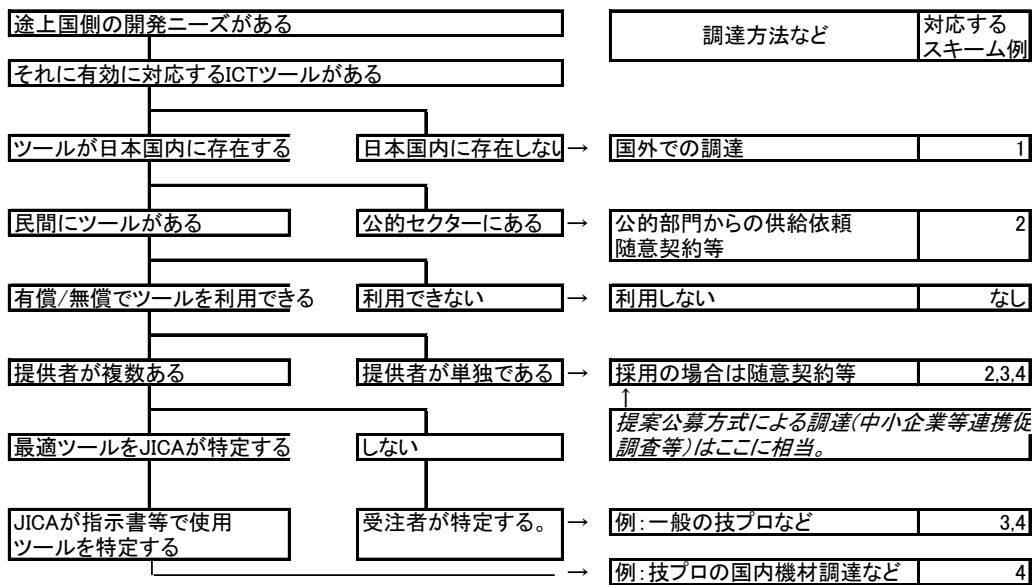 途上国側の開発ニーズがある
調達方法など
対応する
スキーム例
それに有効に対応するICTツールがある
ツールが日本国内に存在する
日本国内に存在しない
→
国外での調達
1
民間にツールがある
公的セクターにある
→
公的部門からの供給依頼
随意契約等
2
有償/無償でツールを利用できる
利用できない
→
利用しない
なし
提供者が複数ある
提供者が単独である
→
採用の場合は随意契約等
2,3,4
↑
提案公募方式による調達(中小企業等連携促
調査等)はここに相当。
最適ツールをJICAが特定する
しない
JICAが指示書等で使用
ツールを特定する
受注者が特定する。
→
例:一般の技プロなど
3,4
→
例:技プロの国内機材調達など
4